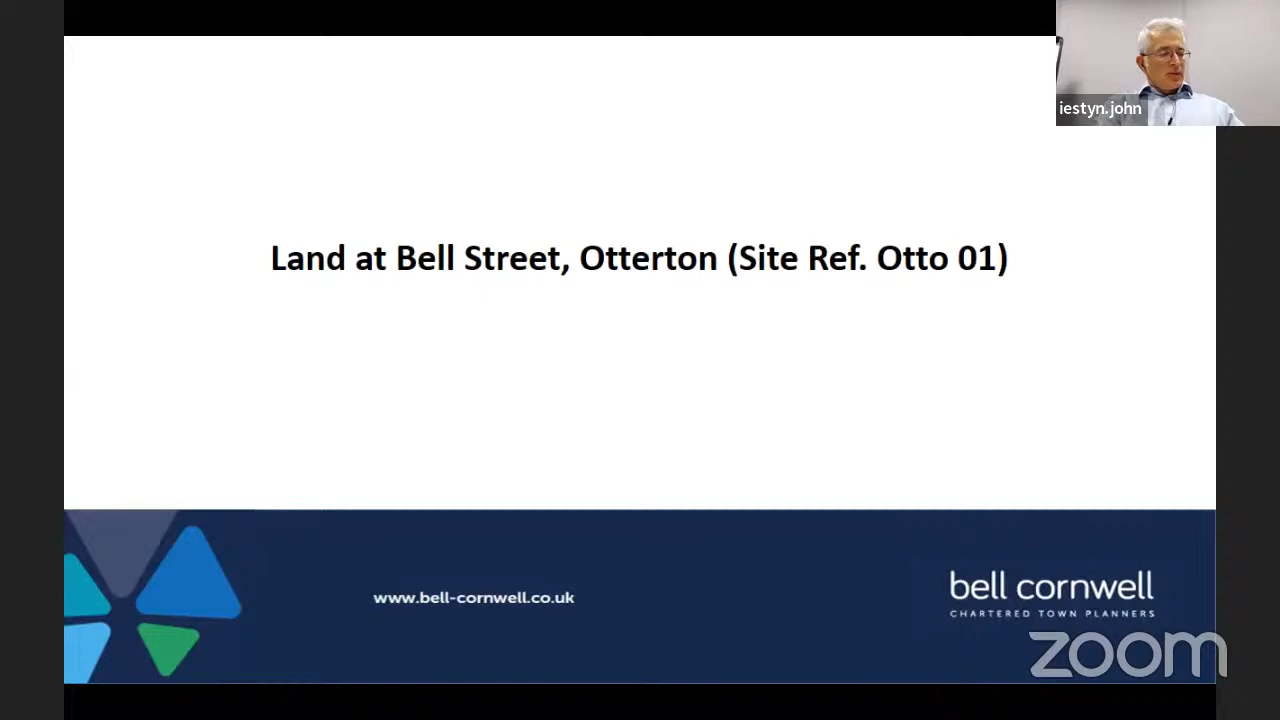 iestyn.john
Land at Bell Street, Otterton (Site Ref. Otto 01)
www.bell-cornwell.co.uk
bell cornwell
CHARTERED TOWN PLANNERS
zoom